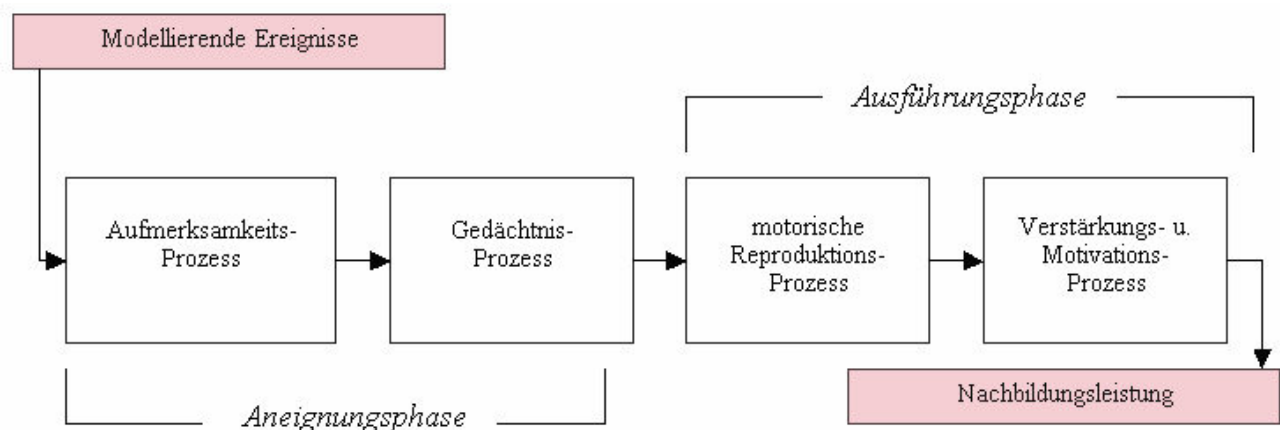 Modellierende Ereignisse
Ausführungsphase
Aufmerksamkeits-
Prozess
Gedächtnis-
Prozess
motorische
Reproduktions-
Prozess
Verstärkungs- u.
Motivations-
Prozess
Nachbildungsleistung
Aneignungsphase